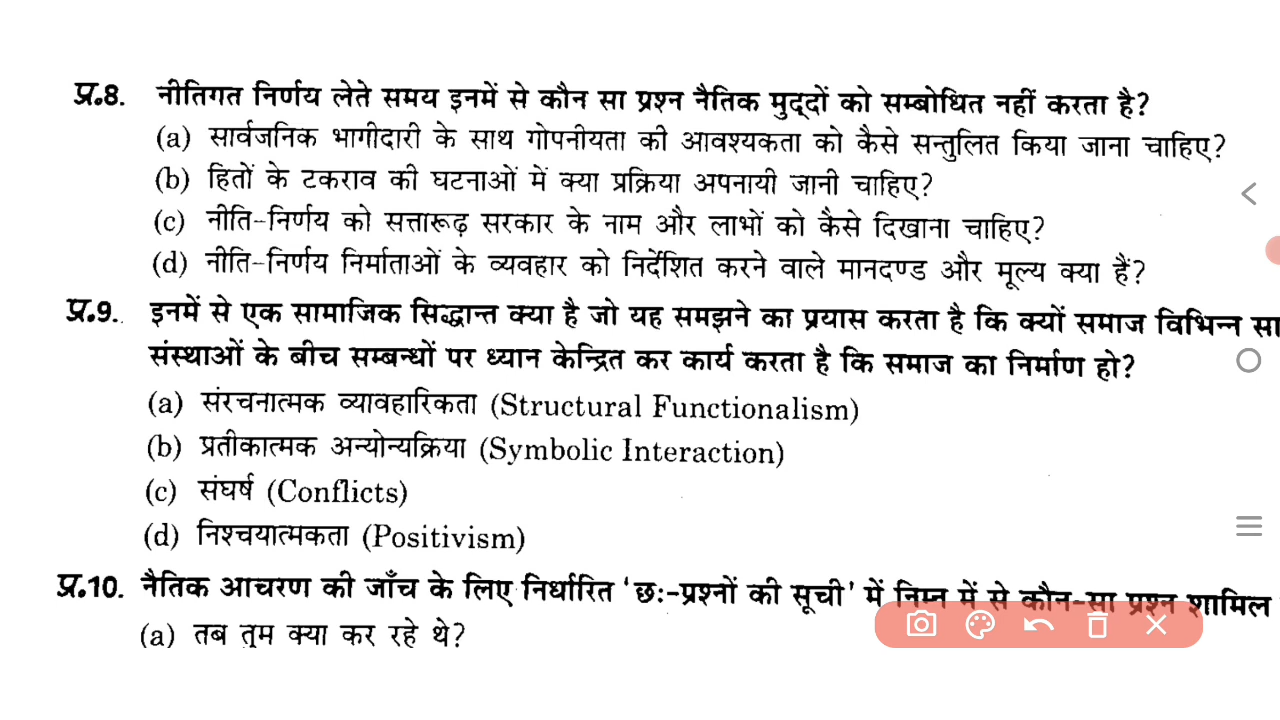 प्र.8. नीतिगत निर्णय लेते समय इनमें से कौन सा प्रश्न नैतिक मुद्दों को सम्बोधित नहीं करता है?
(a) सार्वजनिक भागीदारी के साथ गोपनीयता की आवश्यकता को कैसे सन्तुलित किया जाना चाहिए?
(b) हितों के टकराव की घटनाओं में क्या प्रक्रिया अपनायी जानी चाहिए?
(c) नीति-निर्णय को सत्तारूढ़ सरकार के नाम और लाभों को कैसे दिखाना चाहिए?
(d) नीति-निर्णय निर्माताओं के व्यवहार को निर्देशित करने वाले मानदण्ड और मूल्य क्या हैं?
प्र.9. इनमें से एक सामाजिक सिद्धान्त क्या है जो यह समझने का प्रयास करता है कि क्यों समाज विभिन्न सा
संस्थाओं के बीच सम्बन्धों पर ध्यान केन्द्रित कर कार्य करता है कि समाज का निर्माण हो?
(a) संरचनात्मक व्यावहारिकता (Structural Functionalism)
(b) प्रतीकात्मक अन्योन्यक्रिया (Symbolic Interaction)
(c) संघर्ष (Conflicts)
(d) निश्चयात्मकता (Positivism)
प्र.10. नैतिक आचरण की जाँच के लिए निर्धारित 'छः-प्रश्नों की सूची' में निम्न में से कौन-सा प्रश्न शामिल
(a) तब तुम क्या कर रहे थे?